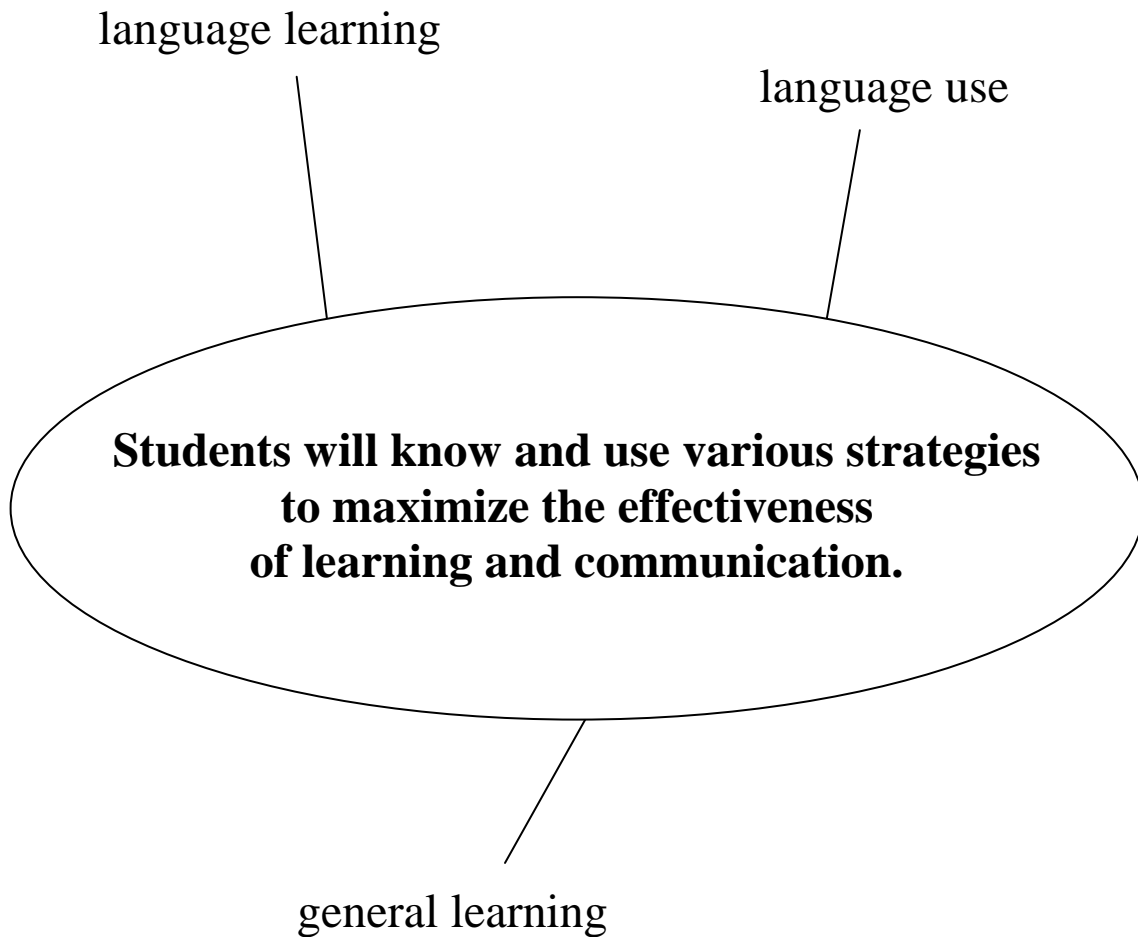 language learning
language use
Students will know and use various strategies
to maximize the effectiveness
of learning and communication.
general learning